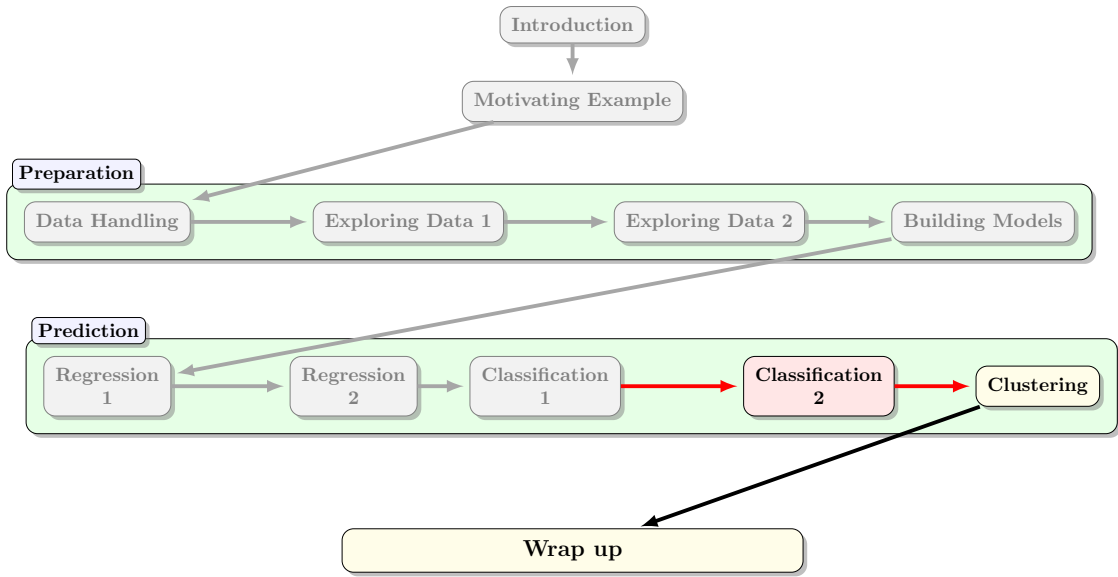 Introduction
Motivating Example
Preparation
Data Handling
Exploring Data 1
Exploring Data 2
Building Models
Prediction
Regression
1
Regression
2
Classification
1
Classification
2
Clustering
Wrap up